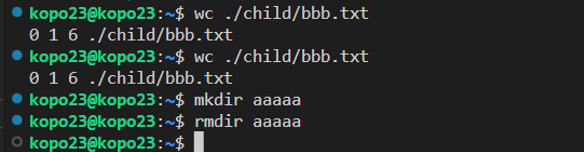 kopo23@kopo23:~$ wc ./child/bbb.txt
0 1 6 ./child/bbb.txt
kopo23@kopo23:~$ wc ./child/bbb.txt
0 1 6 ./child/bbb.txt
kopo23@kopo23:~$ mkdir aaaaa
kopo23@kopo23:~$ rmdir aaaaa
kopo23@kopo23:~$